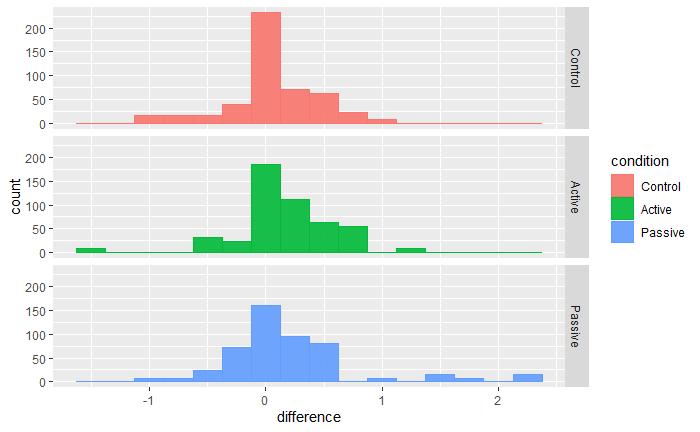 200
150
100
50
0
Control
200
150
100
50
0
Active
200
150
100
50
0
Passive
count
-1 0 1 2
difference
condition
Control
Active
Passive